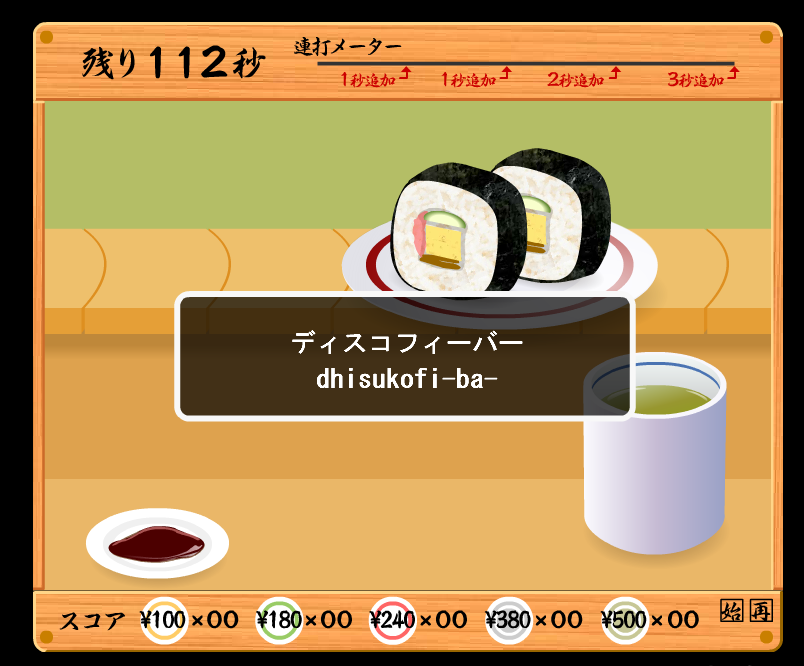 残り112秒
連打メーター
1秒追加 1秒追加 2秒追加 3秒追加
ディスコフィーバー
dhisukofi-ba-
スコア ¥100×00 ¥180×00 ¥240×00 ¥380×00 ¥500×00
始 再